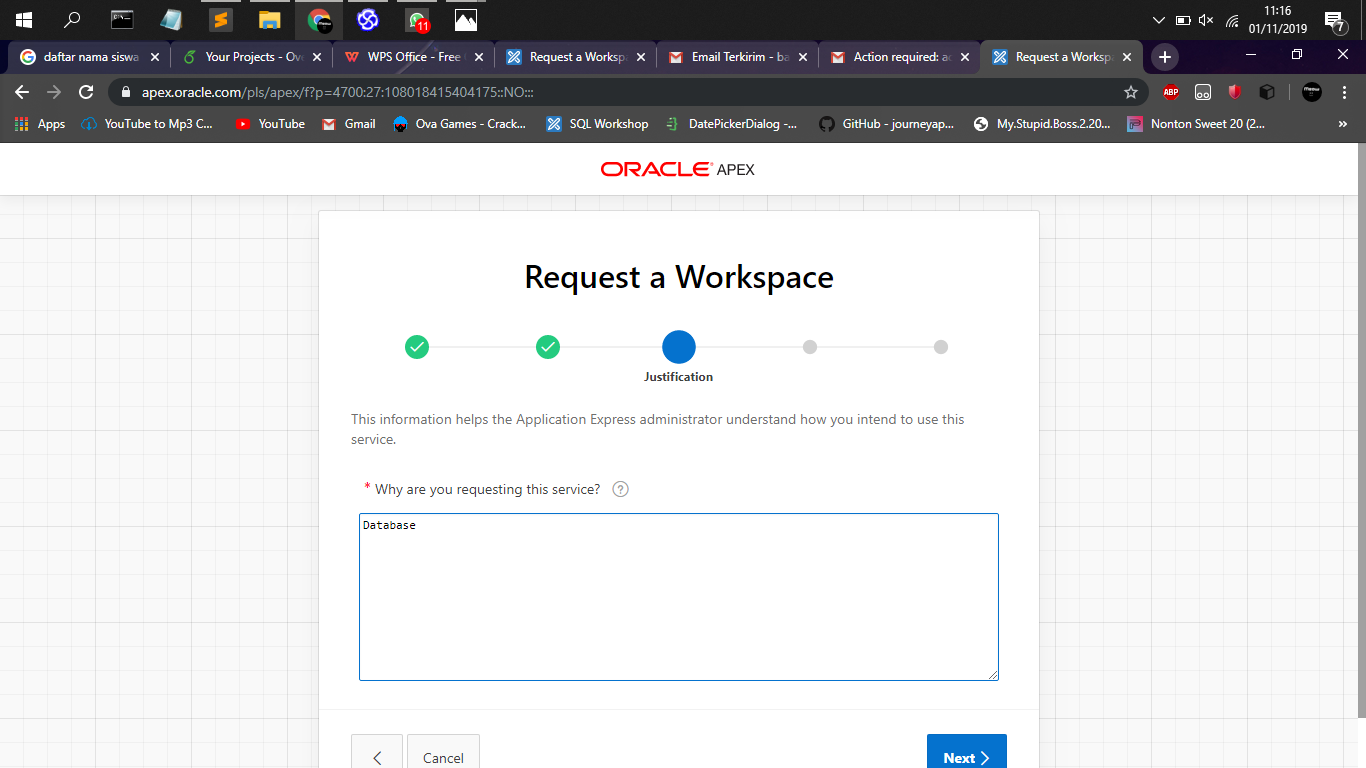 11:16
01/11/2019
11
7
daftar nama siswa
Your Projects - Ove
WPS Office - Free
Request a Workspa
Email Terkirim - ba
Action required: ac
Request a Workspa
apex.oracle.com/pls/apex/f?p=4700:27:108018415404175::NO:::
ABP
Apps
YouTube to Mp3 C...
YouTube
Gmail
Ova Games - Crack...
SQL Workshop
DatePickerDialog -...
GitHub - journeyap...
My.Stupid.Boss.2.20...
Nonton Sweet 20 (2...
»
ORACLE® APEX
Request a Workspace
Justification
This information helps the Application Express administrator understand how you intend to use this
service.
* Why are you requesting this service? ?
Database
Cancel
Next